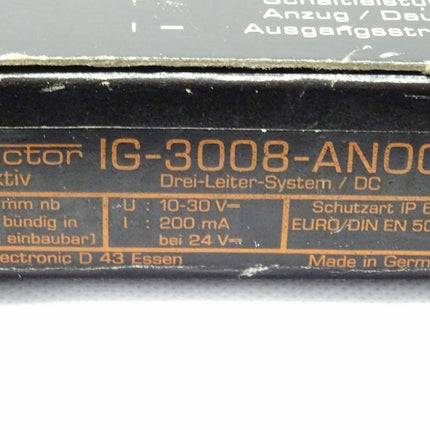 Anzug / Dau
Ausgangsstr
ctor IG-3008-ANO
ktiv Drei-Leiter-System / DC
mm nb U : 10-30 V⎓ Schutzart IP
bündig in I : 200 mA EURO/DIN EN 50
einbaubar) bei 24 V⎓
ectronic D 43 Essen Made in Germ